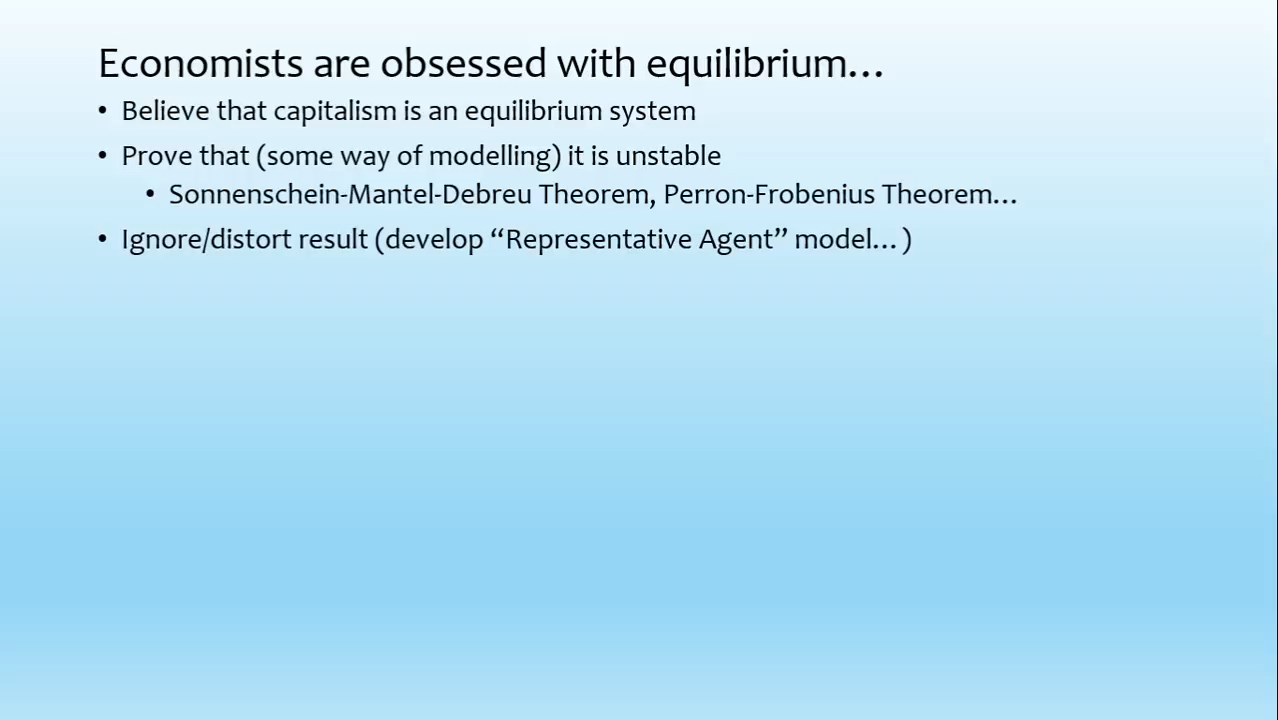 Economists are obsessed with equilibrium…
• Believe that capitalism is an equilibrium system
• Prove that (some way of modelling) it is unstable
• Sonnenschein-Mantel-Debreu Theorem, Perron-Frobenius Theorem…
• Ignore/distort result (develop “Representative Agent” model… )